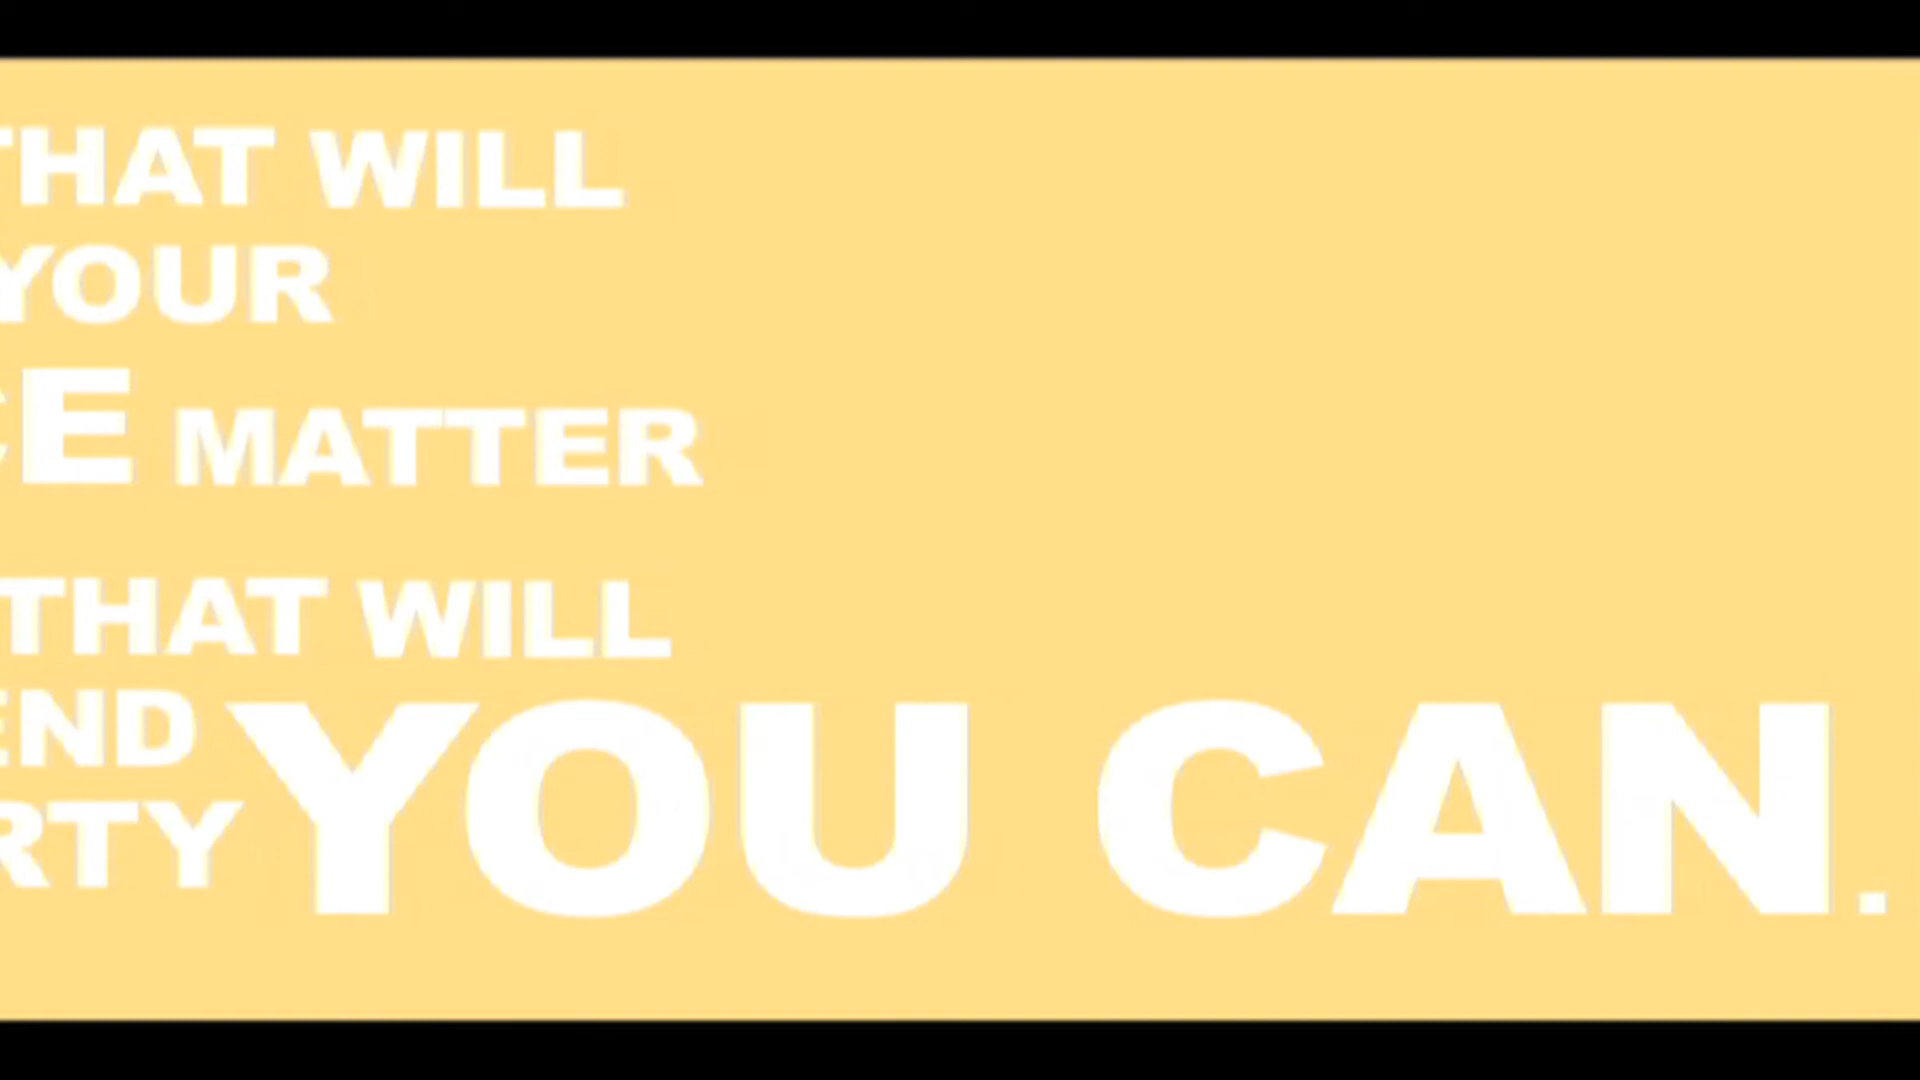 THAT WILL
YOUR
CE MATTER
THAT WILL
END
YOU CAN.
RTY